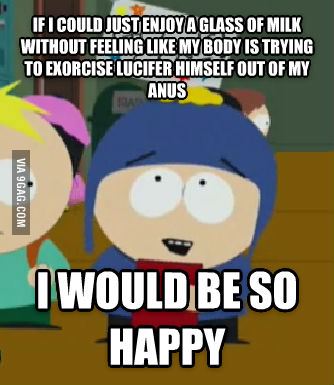 IF I COULD JUST ENJOY A GLASS OF MILK
WITHOUT FEELING LIKE MY BODY IS TRYING
TO EXORCISE LUCIFER HIMSELF OUT OF MY
ANUS
VIA 9GAG.COM
I WOULD BE SO
HAPPY